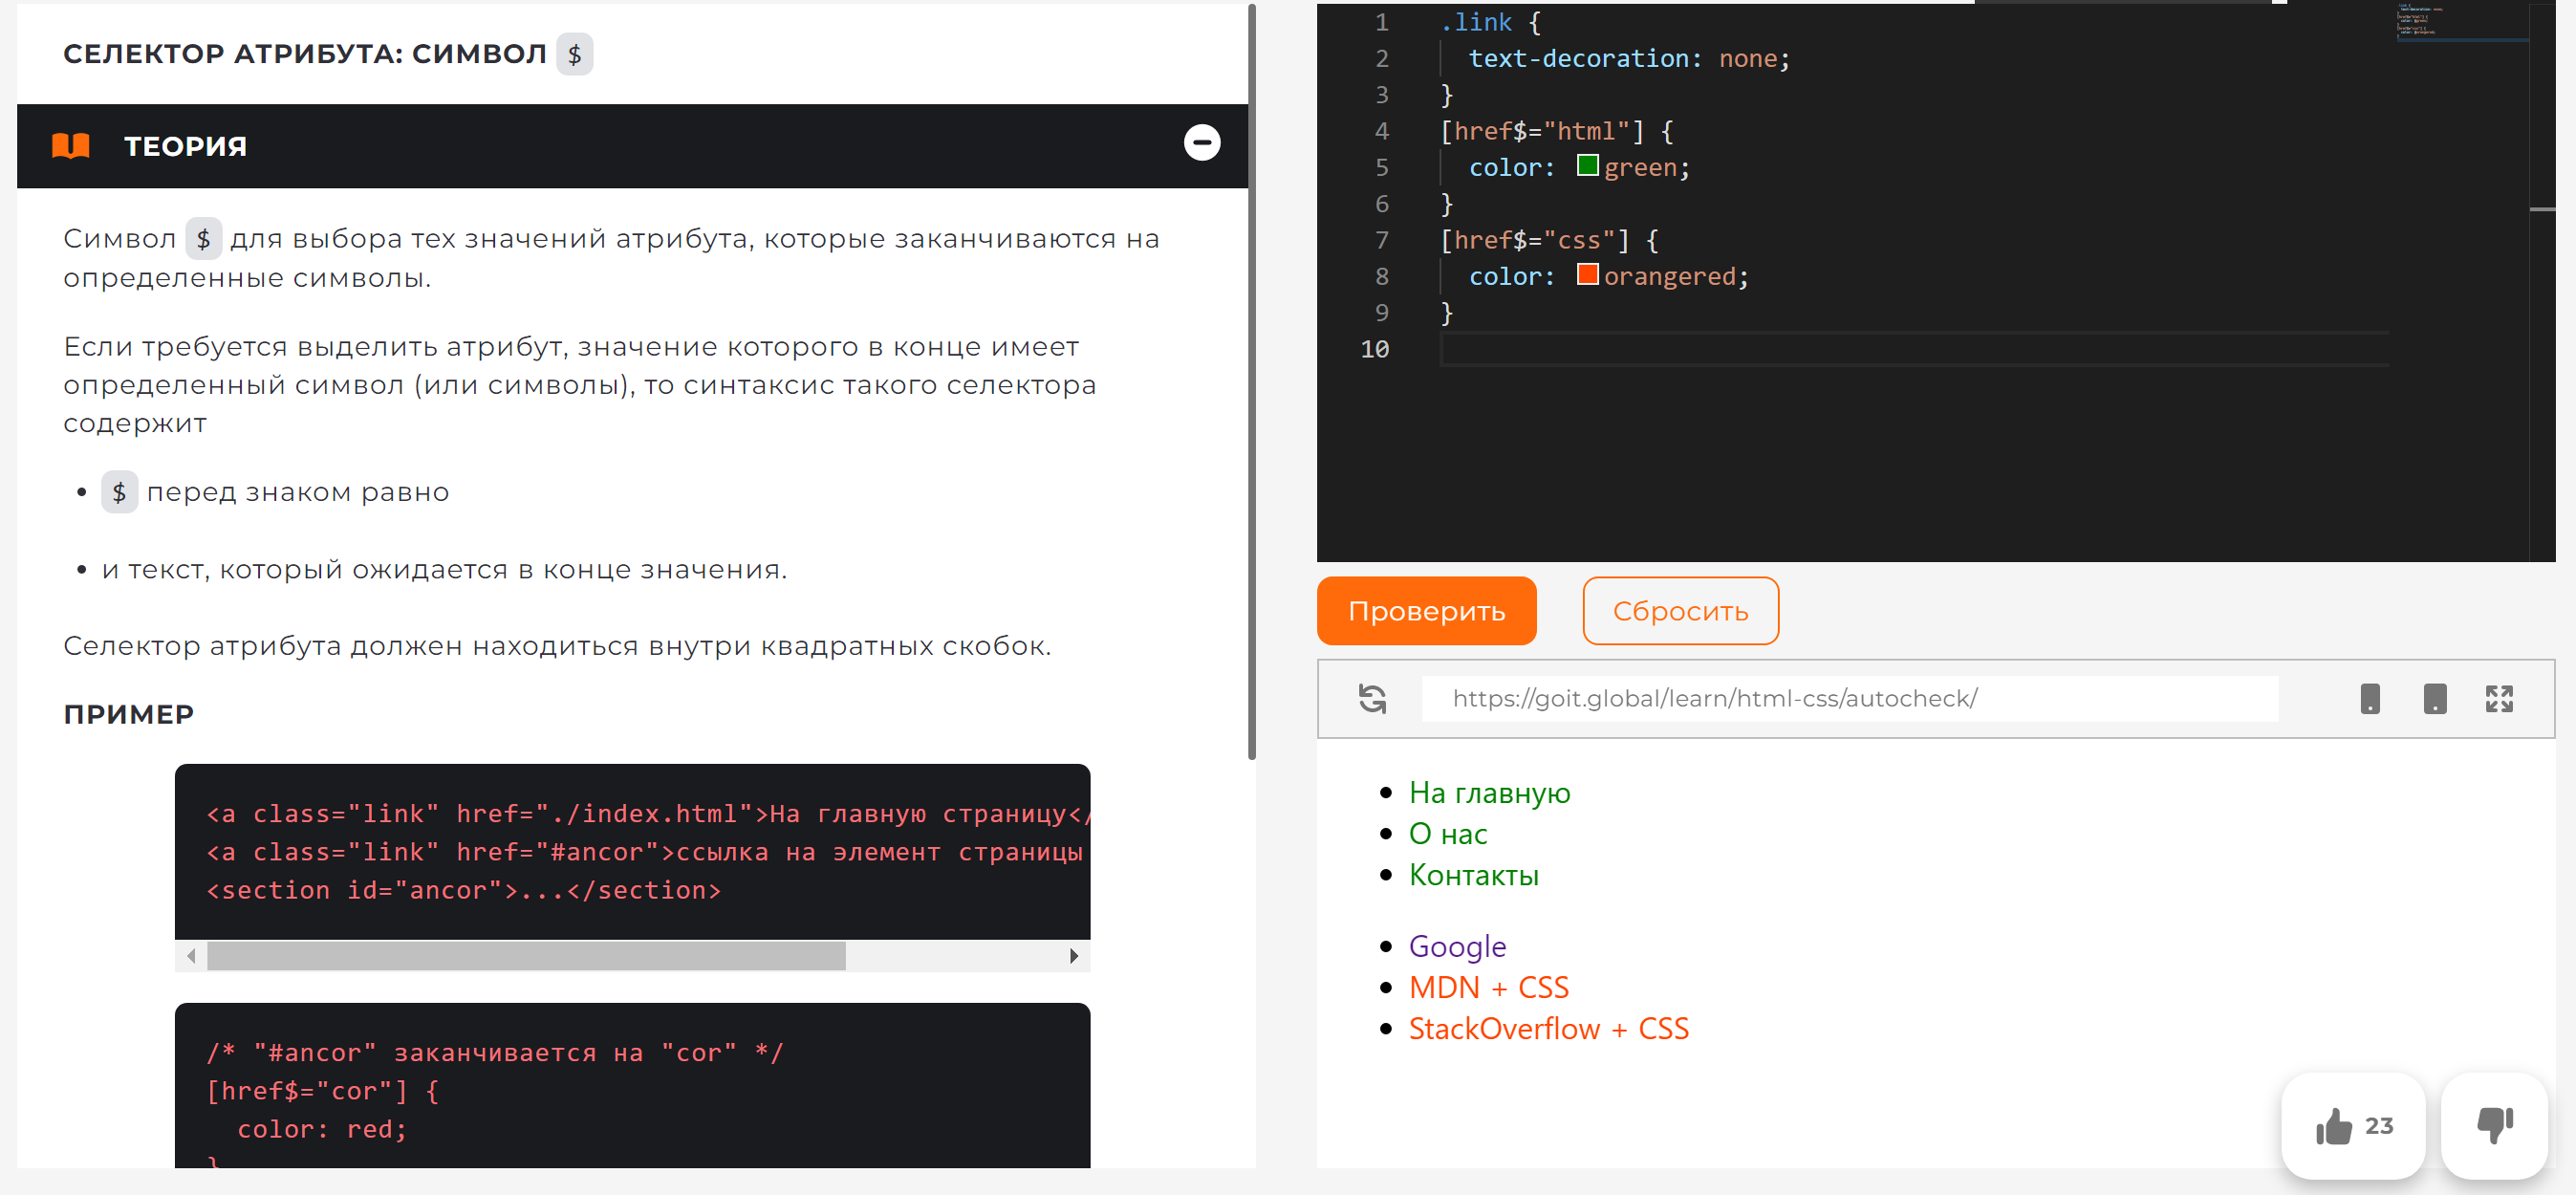 СЕЛЕКТОР АТРИБУТА: СИМВОЛ $
ТЕОРИЯ
Символ $ для выбора тех значений атрибута, которые заканчиваются на
определенные символы.
Если требуется выделить атрибут, значение которого в конце имеет
определенный символ (или символы), то синтаксис такого селектора
содержит
• $ перед знаком равно
• и текст, который ожидается в конце значения.
Селектор атрибута должен находиться внутри квадратных скобок.
ПРИМЕР
<a class="link" href="./index.html">На главную страницу</
<a class="link" href="#ancor">ссылка на элемент страницы
<section id="ancor">...</section>
/* "#ancor" заканчивается на "cor" */
[href$="cor"] {
  color: red;
}
1 .link {
2   text-decoration: none;
3 }
4 [href$="html"] {
5   color: green;
6 }
7 [href$="css"] {
8   color: orangered;
9 }
10
Проверить Сбросить
https://goit.global/learn/html-css/autocheck/
• На главную
• О нас
• Контакты
• Google
• MDN + CSS
• StackOverflow + CSS
23